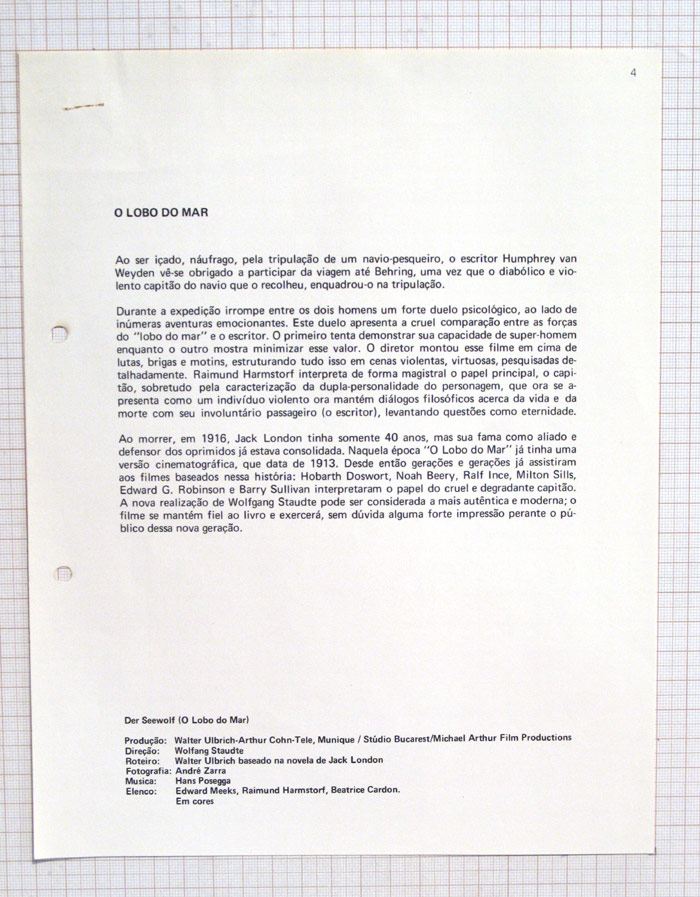 4
O LOBO DO MAR
Ao ser içado, náufrago, pela tripulação de um navio-pesqueiro, o escritor Humphrey van
Weyden vê-se obrigado a participar da viagem até Behring, uma vez que o diabólico e vio-
lento capitão do navio que o recolheu, enquadrou-o na tripulação.
Durante a expedição irrompe entre os dois homens um forte duelo psicológico, ao lado de
inúmeras aventuras emocionantes. Este duelo apresenta a cruel comparação entre as forças
do "lobo do mar" e o escritor. O primeiro tenta demonstrar sua capacidade de super-homem
enquanto o outro mostra minimizar esse valor. O diretor montou esse filme em cima de
lutas, brigas e motins, estruturando tudo isso em cenas violentas, virtuosas, pesquisadas de-
talhadamente. Raimund Harmstorf interpreta de forma magistral o papel principal, o capi-
tão, sobretudo pela caracterização da dupla-personalidade do personagem, que ora se a-
presenta como um indivíduo violento ora mantém diálogos filosóficos acerca da vida e da
morte com seu involuntário passageiro (o escritor), levantando questões como eternidade.
Ao morrer, em 1916, Jack London tinha somente 40 anos, mas sua fama como aliado e
defensor dos oprimidos já estava consolidada. Naquela época "O Lobo do Mar" já tinha uma
versão cinematográfica, que data de 1913. Desde então gerações e gerações já assistiram
aos filmes baseados nessa história: Hobarth Doswort, Noah Beery, Ralf Ince, Milton Sills,
Edward G. Robinson e Barry Sullivan interpretaram o papel do cruel e degradante capitão.
A nova realização de Wolfgang Staudte pode ser considerada a mais autêntica e moderna; o
filme se mantém fiel ao livro e exercerá, sem dúvida alguma forte impressão perante o pú-
blico dessa nova geração.
Der Seewolf (O Lobo do Mar)
Produção: Walter Ulbrich-Arthur Cohn-Tele, Munique / Stúdio Bucarest/Michael Arthur Film Productions
Direção: Wolfang Staudte
Roteiro: Walter Ulbrich baseado na novela de Jack London
Fotografia: André Zarra
Musica: Hans Posegga
Elenco: Edward Meeks, Raimund Harmstorf, Beatrice Cardon.
Em cores